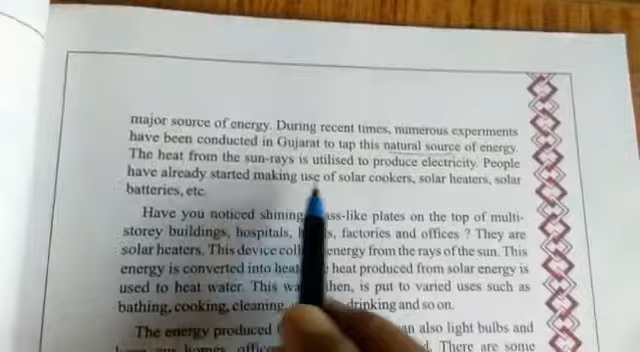 major source of energy. During recent times, numerous experiments
have been conducted in Gujarat to tap this natural source of energy.
The heat from the sun-rays is utilised to produce electricity. People
have already started making use of solar cookers, solar heaters, solar
batteries, etc.
Have you noticed shining ass-like plates on the top of multi-
storey buildings, hospitals, factories and offices ? They are
solar heaters. This device energy from the rays of the sun. This
energy is converted into heat heat produced from solar energy is
used to heat water. This then, is put to varied uses such as
bathing, cooking, cleaning, drinking and so on.
The energy produced also light bulbs and
homes, There are some